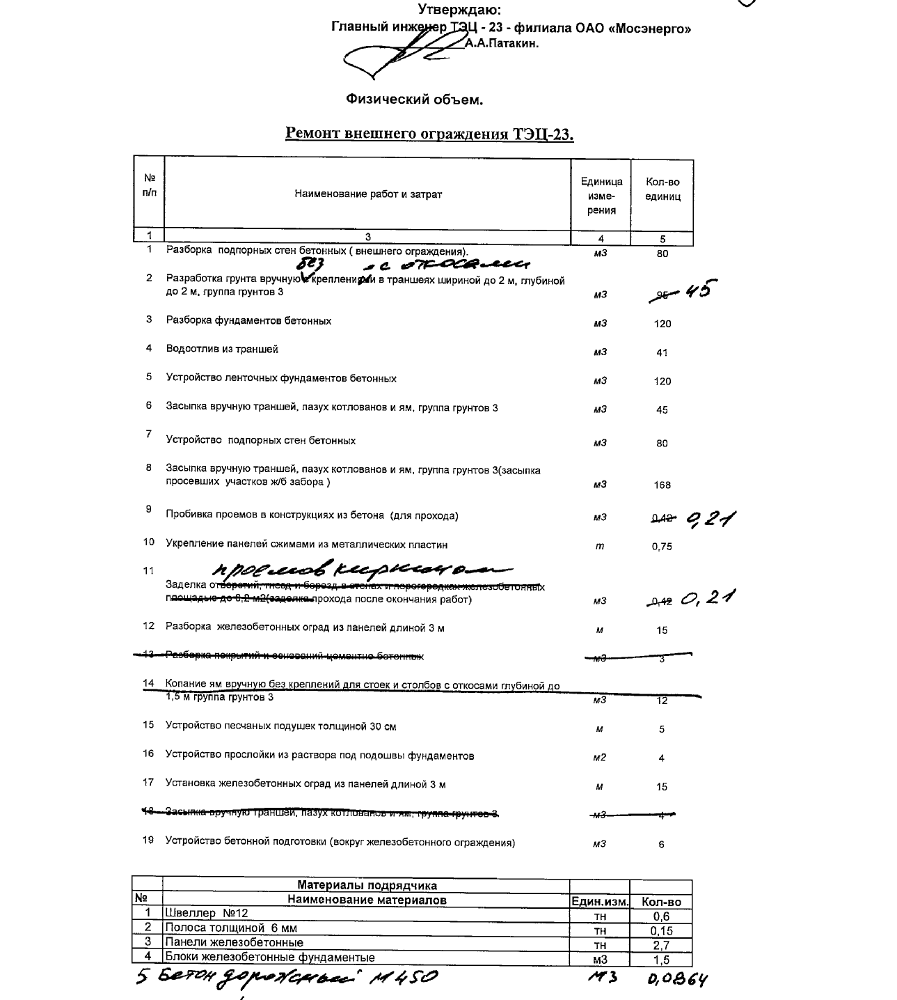 Утверждаю:
Главный инженер ТЭЦ - 23 - филиала ОАО «Мосэнерго»
А.А.Патакин.
Физический объем.
Ремонт внешнего ограждения ТЭЦ-23.
№ п/п Наименование работ и затрат Единица изме-рения Кол-во единиц
1 3 4 5
1 Разборка подпорных стен бетонных ( внешнего ограждения). м3 80
без с откосами
2 Разработка грунта вручную с креплениями в траншеях шириной до 2 м, глубиной
до 2 м, группа грунтов 3 м3 45
3 Разборка фундаментов бетонных м3 120
4 Водоотлив из траншей м3 41
5 Устройство ленточных фундаментов бетонных м3 120
6 Засыпка вручную траншей, пазух котлованов и ям, группа грунтов 3 м3 45
7 Устройство подпорных стен бетонных м3 80
8 Засыпка вручную траншей, пазух котлованов и ям, группа грунтов 3(засыпка
просевших участков ж/б забора ) м3 168
9 Пробивка проемов в конструкциях из бетона (для прохода) м3 0,42 0,21
10 Укрепление панелей сжимами из металлических пластин т 0,75
11 проемов кирпичом
Заделка отверстий, гнезд и борозд в стенах и перегородках железобетонных
площадью до 0,2 м2(заделка прохода после окончания работ) м3 0,42 0,21
12 Разборка железобетонных оград из панелей длиной 3 м м 15
13 Разборка покрытий и оснований цементно-бетонных м3 3
14 Копание ям вручную без креплений для стоек и столбов с откосами глубиной до
1,5 м группа грунтов 3 м3 12
15 Устройство песчаных подушек толщиной 30 см м 5
16 Устройство прослойки из раствора под подошвы фундаментов м2 4
17 Установка железобетонных оград из панелей длиной 3 м м 15
18 Засыпка вручную траншей, пазух котлованов и ям, группа грунтов 3 м3 4
19 Устройство бетонной подготовки (вокруг железобетонного ограждения) м3 6
Материалы подрядчика
№ Наименование материалов Един.изм. Кол-во
1 Швеллер №12 тн 0,6
2 Полоса толщиной 6 мм тн 0,15
3 Панели железобетонные тн 2,7
4 Блоки железобетонные фундаментые м3 1,5
5 Бетон дорожный М450 м3